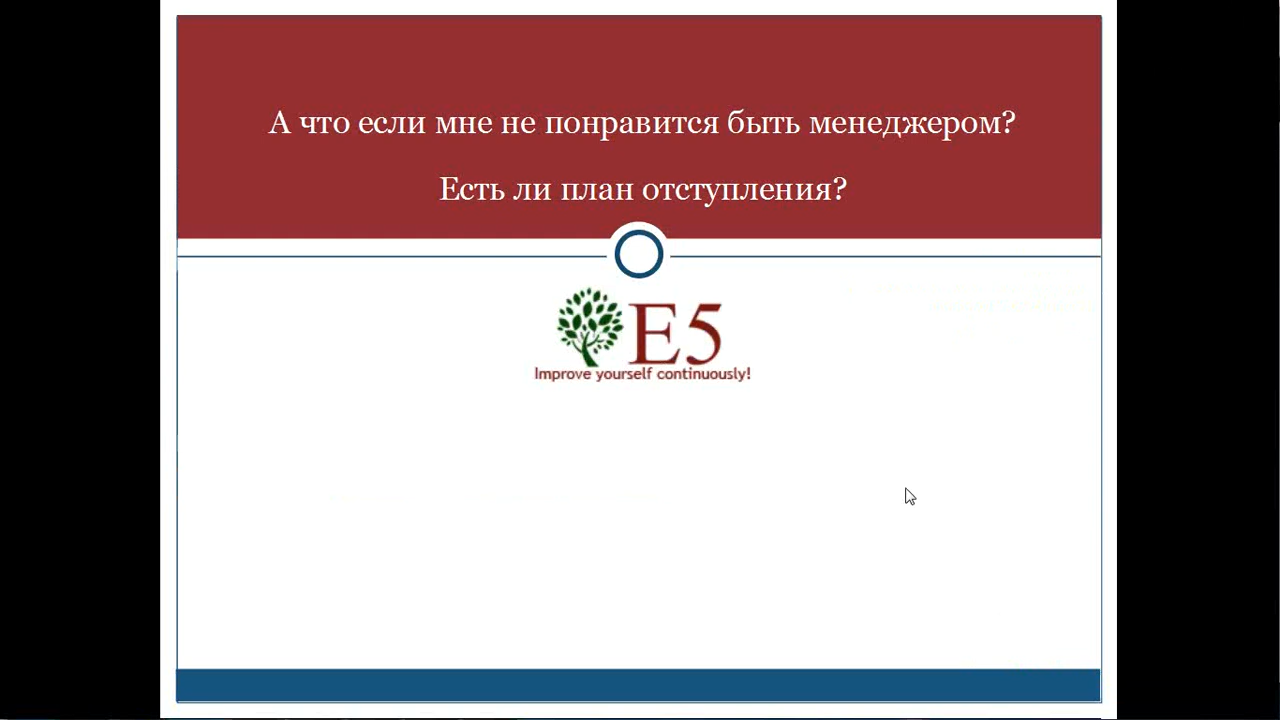 А что если мне не понравится быть менеджером?
Есть ли план отступления?
E5
Improve yourself continuously!